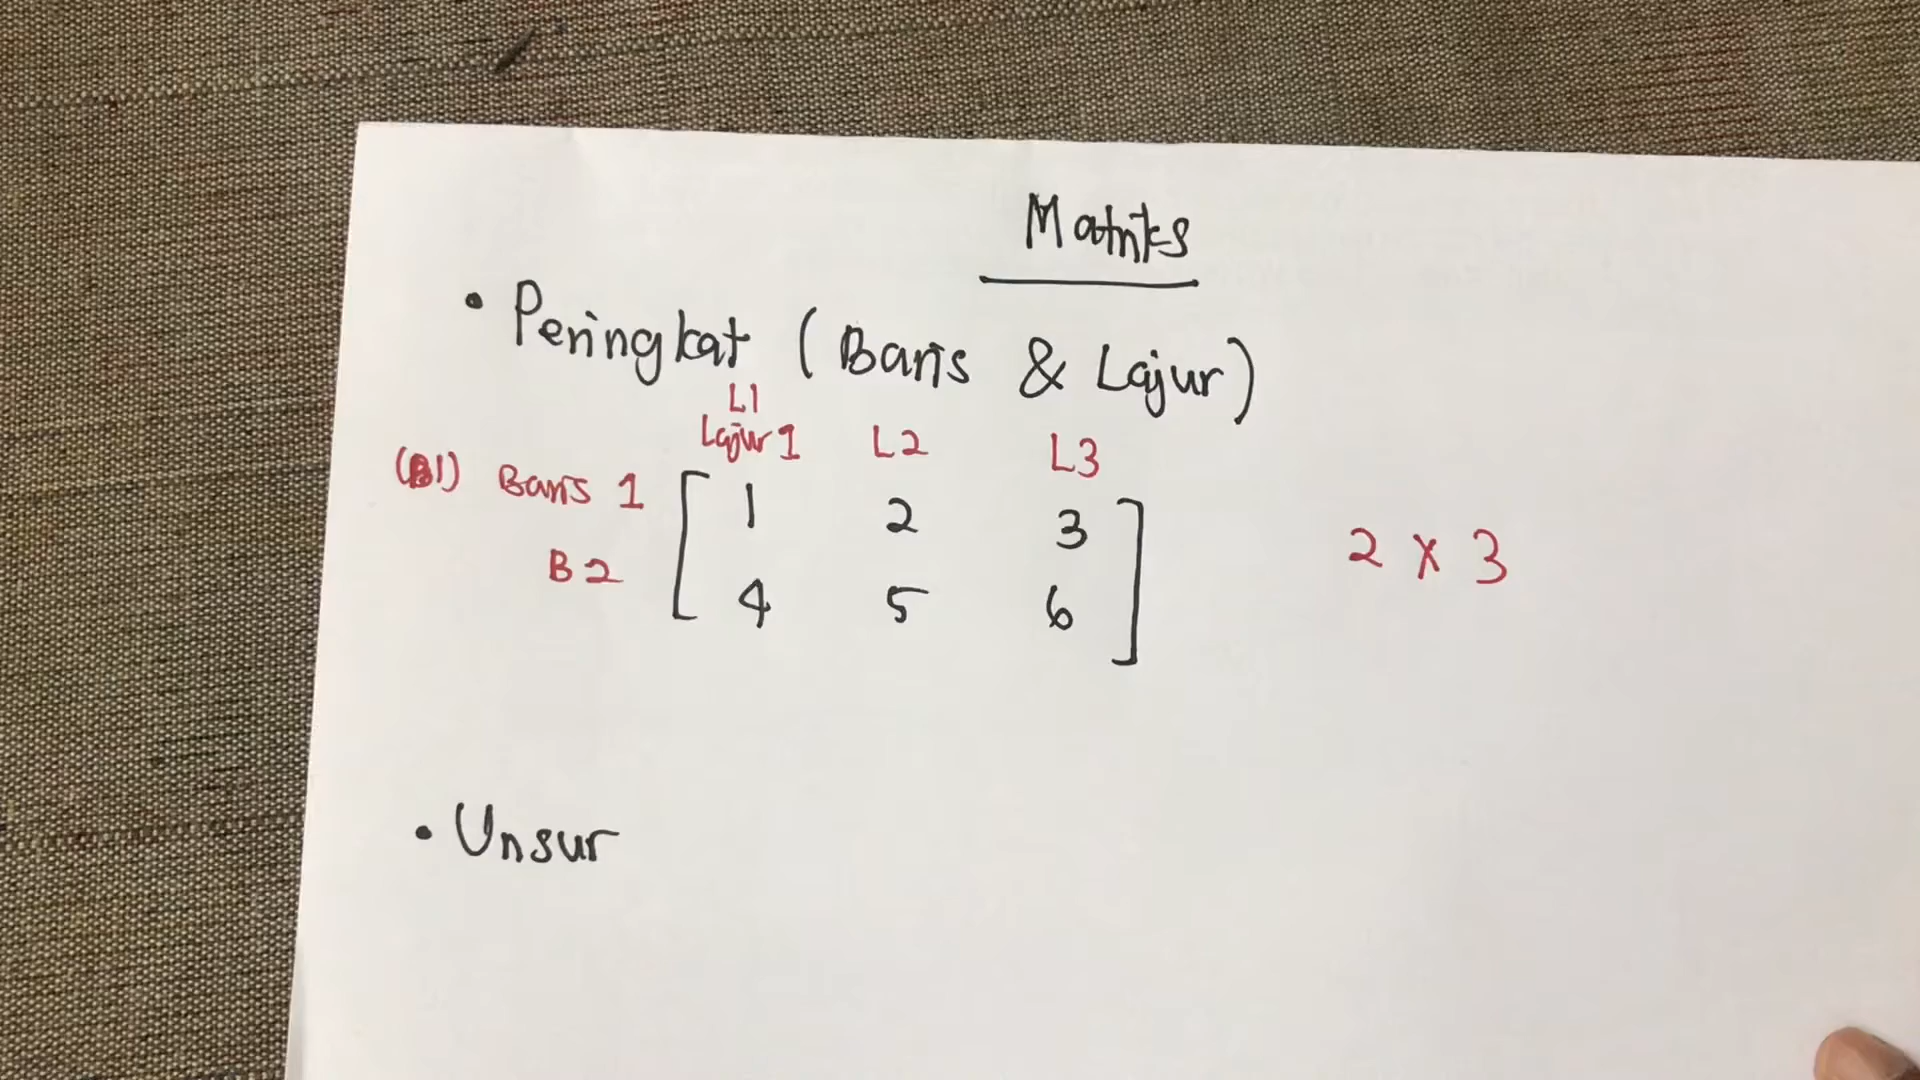 Matriks
• Peringkat (Baris & Lajur)
L1
Lajur 1 L2 L3
(B1) Baris 1 [ 1 2 3 ]
B2 4 5 6
2 x 3
• Unsur